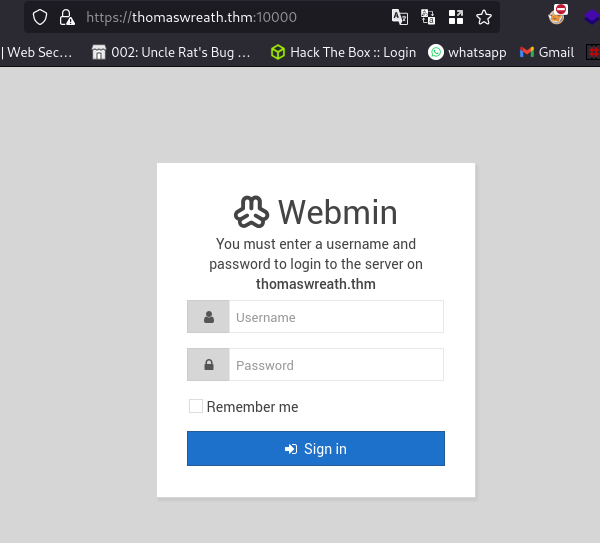 https://thomaswreath.thm:10000
| Web Sec… 002: Uncle Rat's Bug … Hack The Box :: Login whatsapp Gmail
Webmin
You must enter a username and
password to login to the server on
thomaswreath.thm
Username
Password
Remember me
Sign in